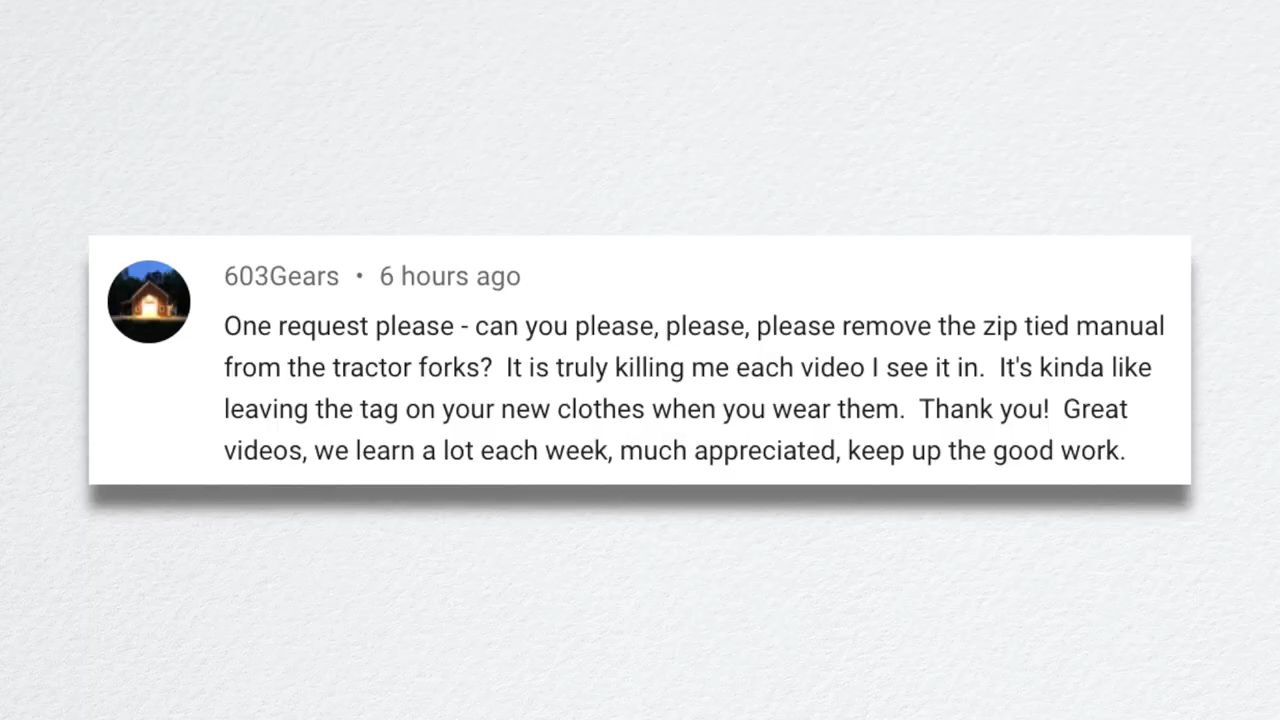 603Gears • 6 hours ago
One request please - can you please, please, please remove the zip tied manual
from the tractor forks?  It is truly killing me each video I see it in.  It's kinda like
leaving the tag on your new clothes when you wear them.  Thank you!  Great
videos, we learn a lot each week, much appreciated, keep up the good work.